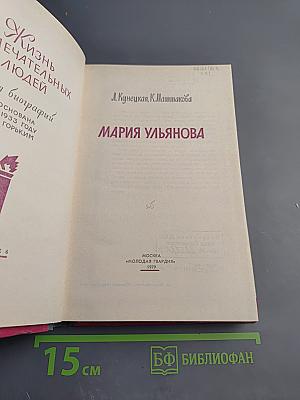 Жизнь
ЗАМЕЧАТЕЛЬНЫХ
ЛЮДЕЙ
биографий
ОСНОВАНА
1933 ГОДУ
ГОРЬКИМ
Л. Кунецкая, К. Маштакова
МАРИЯ УЛЬЯНОВА
МОСКВА
«МОЛОДАЯ ГВАРДИЯ»
1979
15 см
БФ БИБЛИОФАН